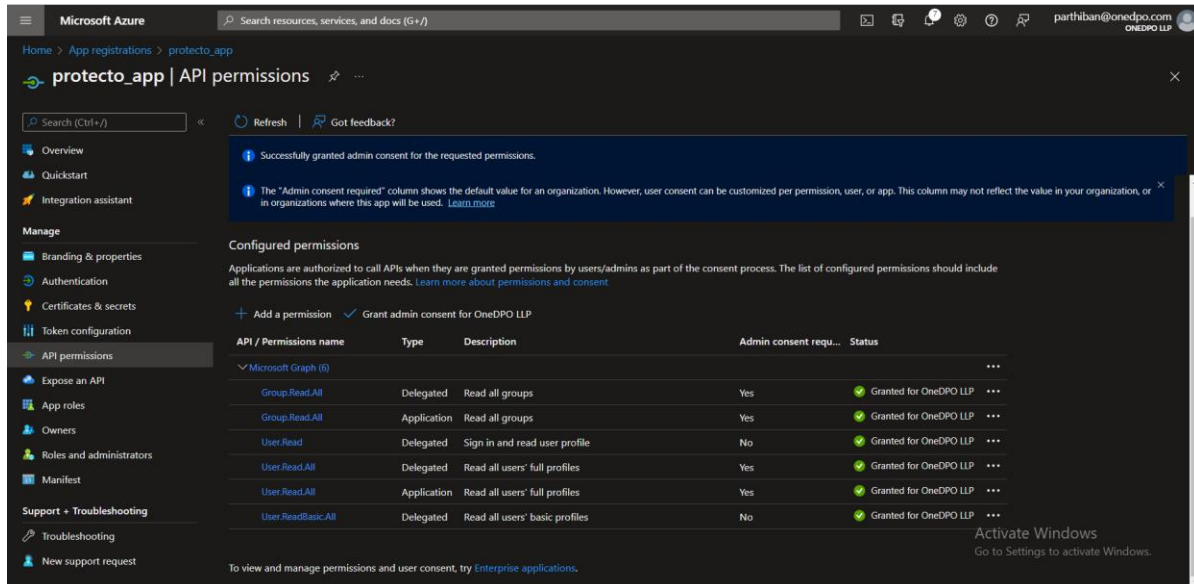 Microsoft Azure
Search resources, services, and docs (G+/)
parthiban@onedpo.com
ONEDPO LLP
Home > App registrations > protecto_app
protecto_app | API permissions
Search (Ctrl+/)
Refresh
Got feedback?
Overview
Quickstart
Integration assistant
Manage
Branding & properties
Authentication
Certificates & secrets
Token configuration
API permissions
Expose an API
App roles
Owners
Roles and administrators
Manifest
Support + Troubleshooting
Troubleshooting
New support request
Successfully granted admin consent for the requested permissions.
The "Admin consent required" column shows the default value for an organization. However, user consent can be customized per permission, user, or app. This column may not reflect the value in your organization, or
in organizations where this app will be used. Learn more
Configured permissions
Applications are authorized to call APIs when they are granted permissions by users/admins as part of the consent process. The list of configured permissions should include
all the permissions the application needs. Learn more about permissions and consent
Add a permission Grant admin consent for OneDPO LLP
API / Permissions name Type Description Admin consent requ... Status
Microsoft Graph (6)
Group.Read.All Delegated Read all groups Yes Granted for OneDPO LLP
Group.Read.All Application Read all groups Yes Granted for OneDPO LLP
User.Read Delegated Sign in and read user profile No Granted for OneDPO LLP
User.Read.All Delegated Read all users' full profiles Yes Granted for OneDPO LLP
User.Read.All Application Read all users' full profiles Yes Granted for OneDPO LLP
User.ReadBasic.All Delegated Read all users' basic profiles No Granted for OneDPO LLP
To view and manage permissions and user consent, try Enterprise applications.
Activate Windows
Go to Settings to activate Windows.